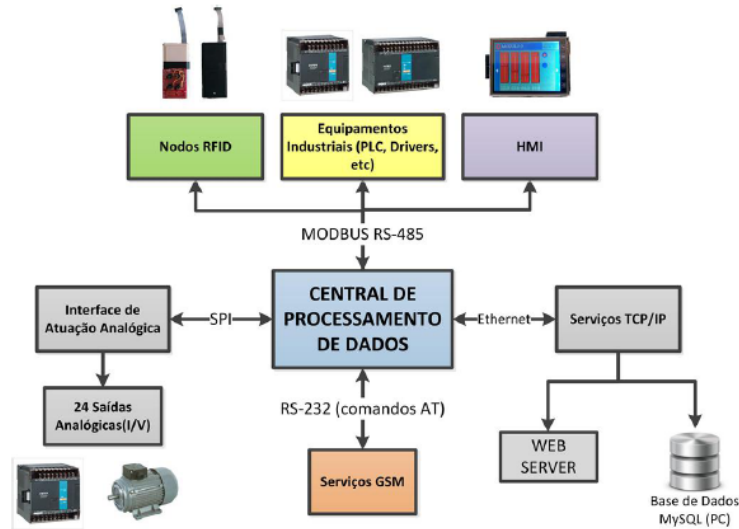 Nodos RFID
Equipamentos
Industriais (PLC, Drivers,
etc)
HMI
MODBUS RS-485
Interface de
Atuação Analógica
SPI
CENTRAL DE
PROCESSAMENTO
DE DADOS
Ethernet
Serviços TCP/IP
24 Saídas
Analógicas(I/V)
RS-232 (comandos AT)
Serviços GSM
WEB
SERVER
Base de Dados
MySQL (PC)